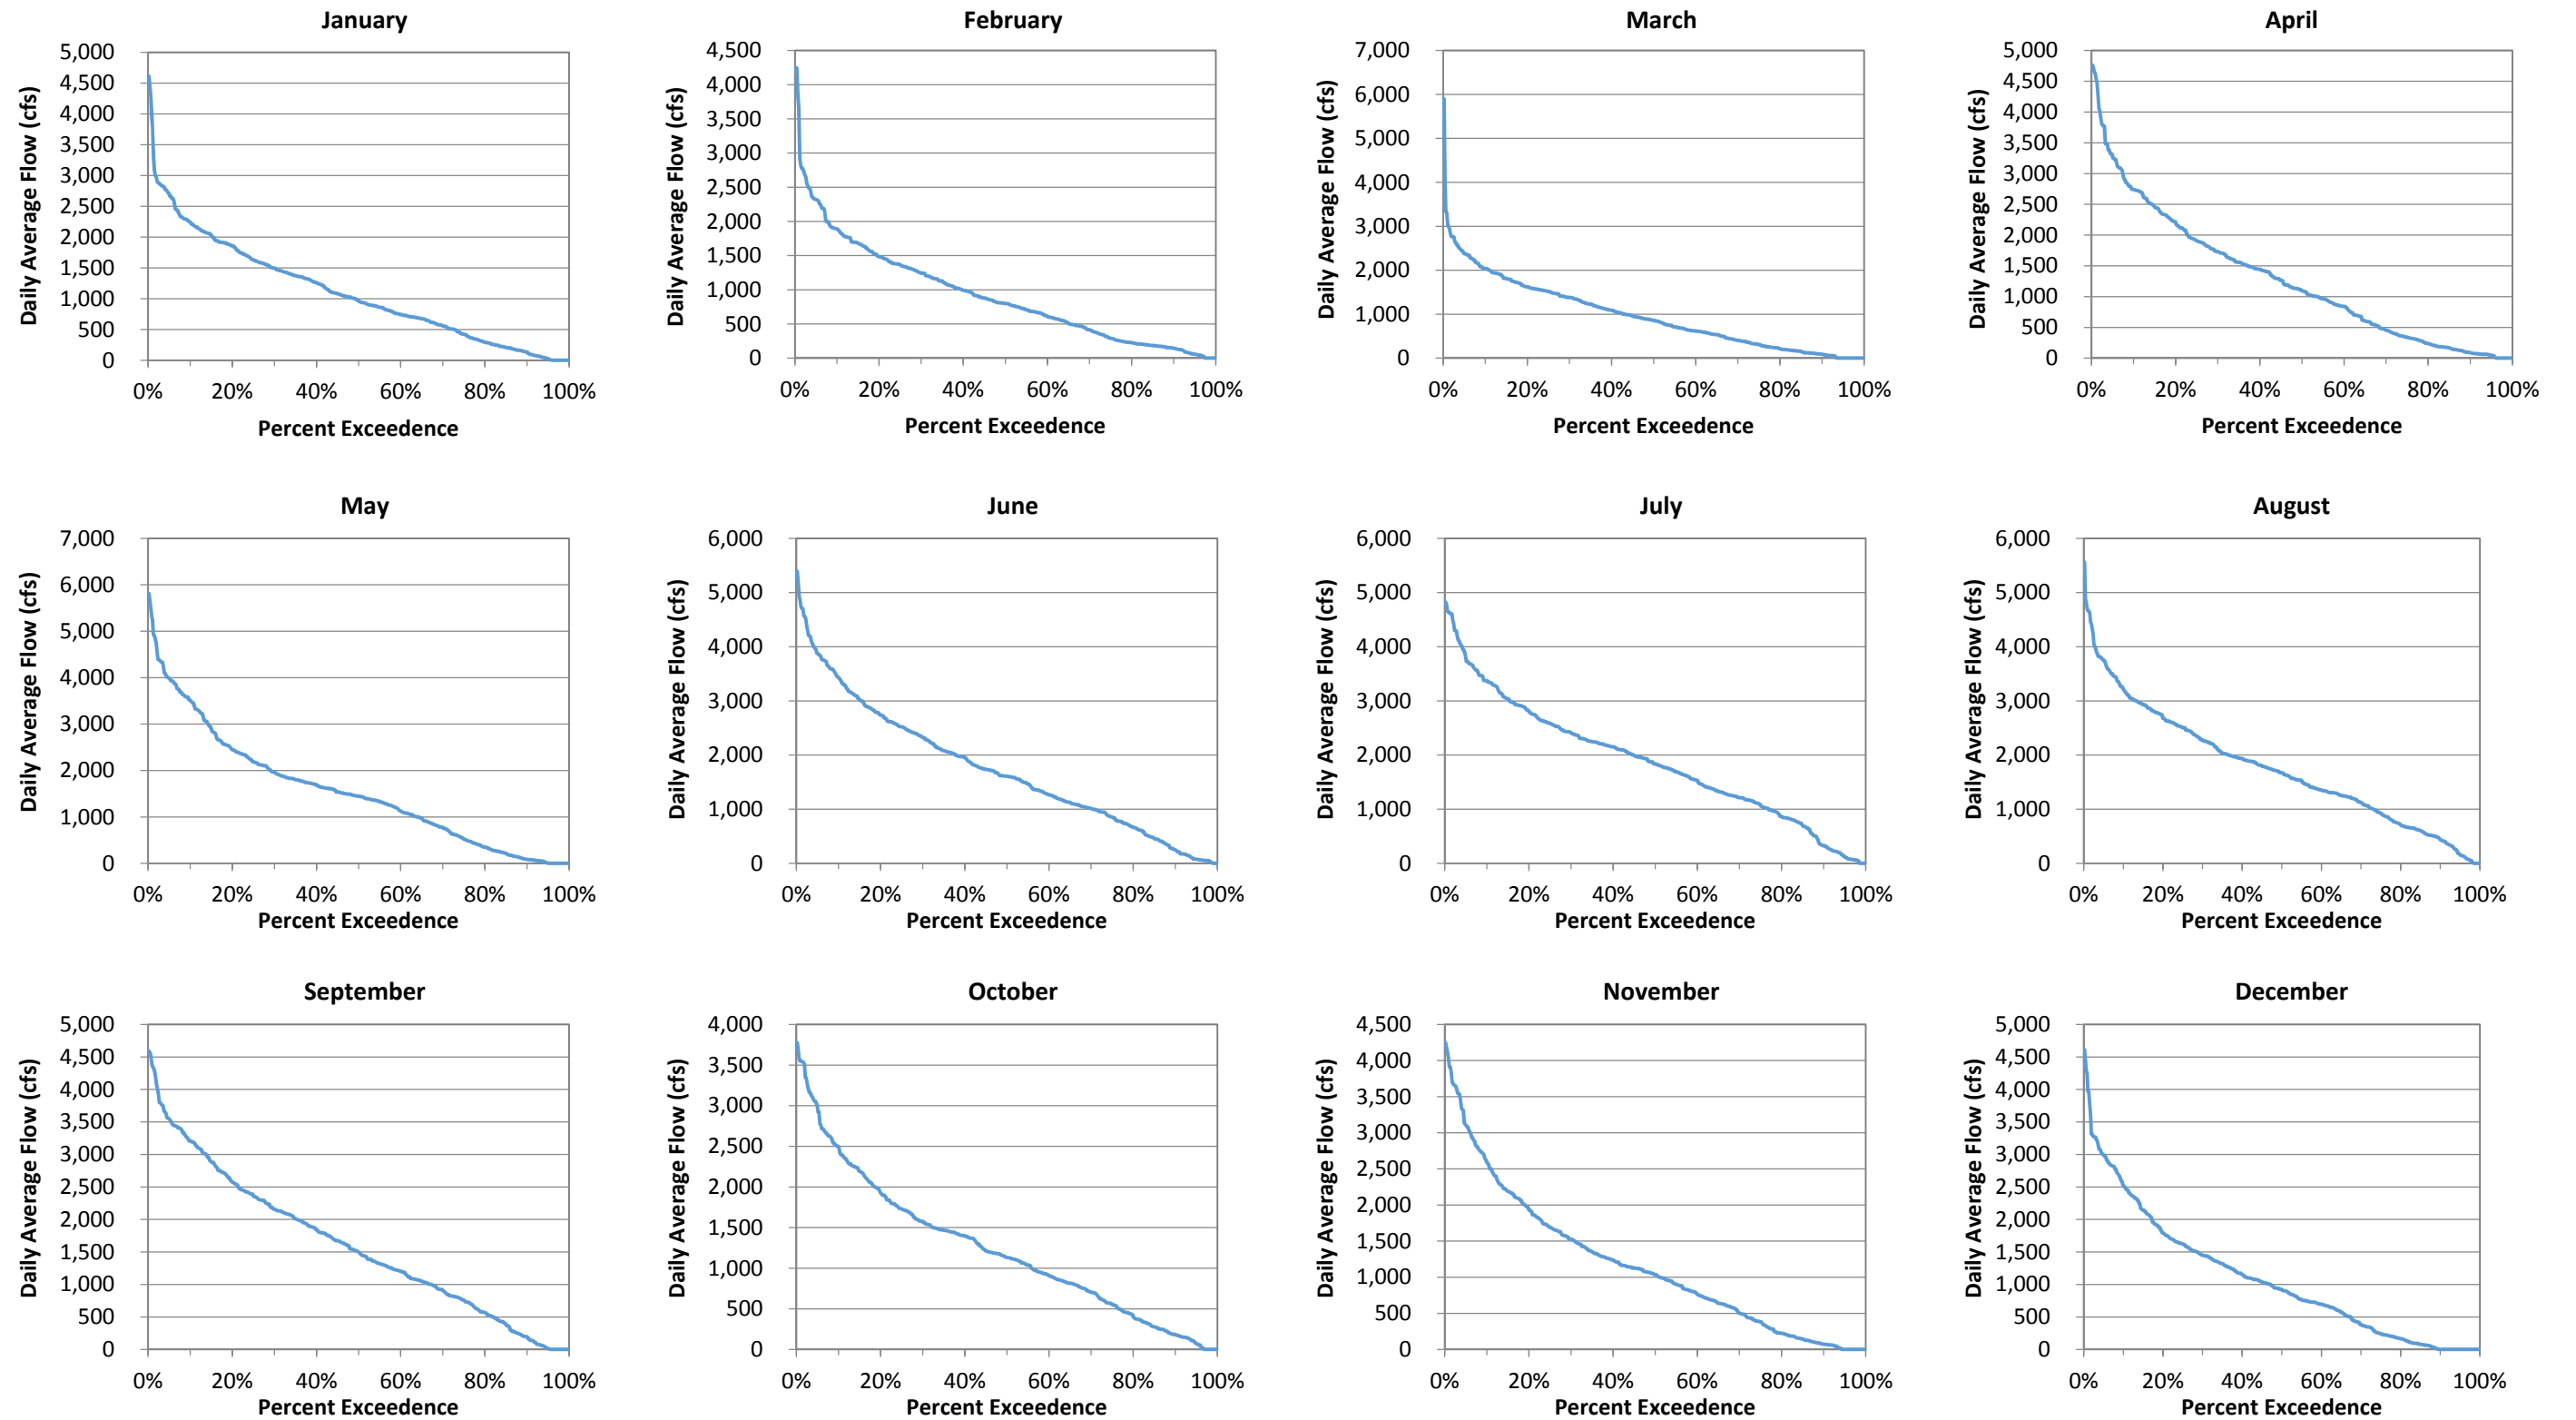 January
5,000
4,500
4,000
3,500
3,000
2,500
2,000
1,500
1,000
500
0
0% 20% 40% 60% 80% 100%
Percent Exceedence
Daily Average Flow (cfs)
February
4,500
4,000
3,500
3,000
2,500
2,000
1,500
1,000
500
0
0% 20% 40% 60% 80% 100%
Percent Exceedence
Daily Average Flow (cfs)
March
7,000
6,000
5,000
4,000
3,000
2,000
1,000
0
0% 20% 40% 60% 80% 100%
Percent Exceedence
Daily Average Flow (cfs)
April
5,000
4,500
4,000
3,500
3,000
2,500
2,000
1,500
1,000
500
0
0% 20% 40% 60% 80% 100%
Percent Exceedence
Daily Average Flow (cfs)
May
7,000
6,000
5,000
4,000
3,000
2,000
1,000
0
0% 20% 40% 60% 80% 100%
Percent Exceedence
Daily Average Flow (cfs)
June
6,000
5,000
4,000
3,000
2,000
1,000
0
0% 20% 40% 60% 80% 100%
Percent Exceedence
Daily Average Flow (cfs)
July
6,000
5,000
4,000
3,000
2,000
1,000
0
0% 20% 40% 60% 80% 100%
Percent Exceedence
Daily Average Flow (cfs)
August
6,000
5,000
4,000
3,000
2,000
1,000
0
0% 20% 40% 60% 80% 100%
Percent Exceedence
Daily Average Flow (cfs)
September
5,000
4,500
4,000
3,500
3,000
2,500
2,000
1,500
1,000
500
0
0% 20% 40% 60% 80% 100%
Percent Exceedence
Daily Average Flow (cfs)
October
4,000
3,500
3,000
2,500
2,000
1,500
1,000
500
0
0% 20% 40% 60% 80% 100%
Percent Exceedence
Daily Average Flow (cfs)
November
4,500
4,000
3,500
3,000
2,500
2,000
1,500
1,000
500
0
0% 20% 40% 60% 80% 100%
Percent Exceedence
Daily Average Flow (cfs)
December
5,000
4,500
4,000
3,500
3,000
2,500
2,000
1,500
1,000
500
0
0% 20% 40% 60% 80% 100%
Percent Exceedence
Daily Average Flow (cfs)